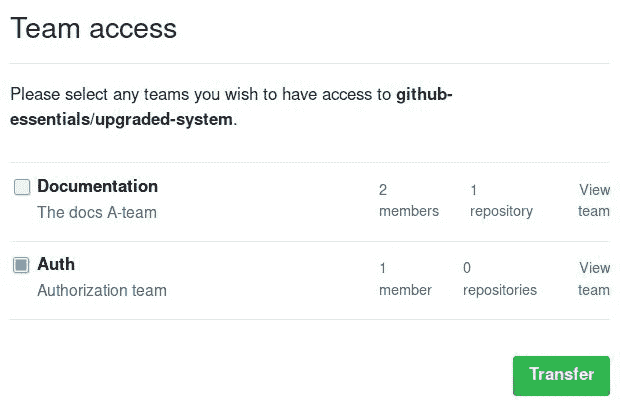 Team access
Please select any teams you wish to have access to github-
essentials/upgraded-system.
Documentation 2 1 View
The docs A-team members repository team
Auth 1 0 View
Authorization team member repositories team
Transfer